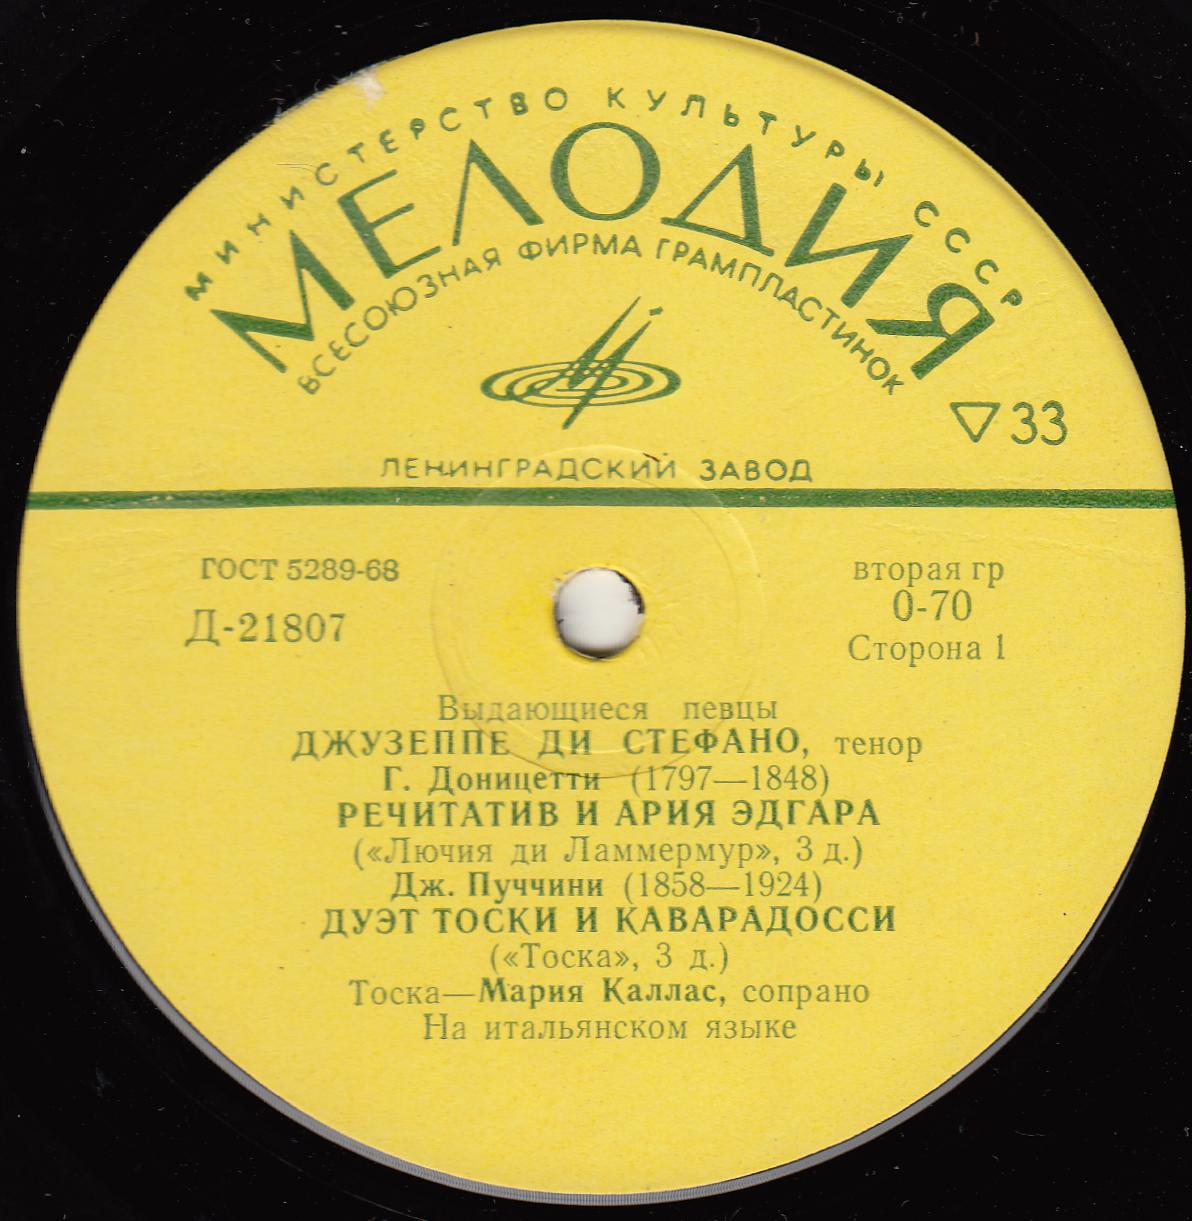 МИНИСТЕРСТВО КУЛЬТУРЫ СССР
МЕЛОДИЯ
ВСЕСОЮЗНАЯ ФИРМА ГРАМПЛАСТИНОК
33
ЛЕНИНГРАДСКИЙ ЗАВОД
ГОСТ 5289-68
Д-21807
вторая гр
0-70
Сторона 1
Выдающиеся певцы
ДЖУЗЕППЕ ДИ СТЕФАНО, тенор
Г. Доницетти (1797—1848)
РЕЧИТАТИВ И АРИЯ ЭДГАРА
(«Лючия ди Ламмермур», 3 д.)
Дж. Пуччини (1858—1924)
ДУЭТ ТОСКИ И КАВАРАДОССИ
(«Тоска», 3 д.)
Тоска—Мария Каллас, сопрано
На итальянском языке